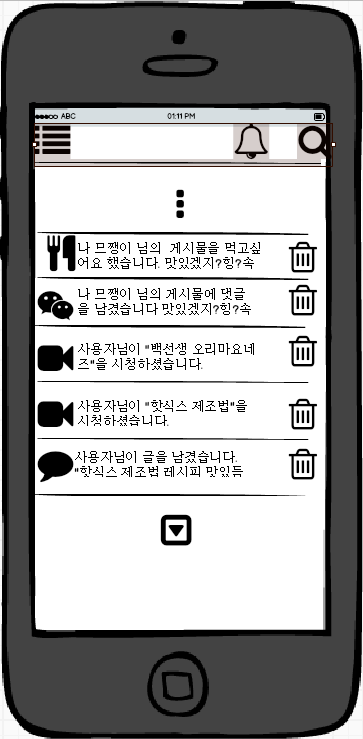 ABC 01:11 PM
나 므쨍이 님의 게시물을 먹고싶
어요 했습니다. 맛있겠지?힝?속
나 므쨍이 님의 게시물에 댓글
을 남겼습니다 맛있겠지?힝?속
사용자님이 "백선생 오리마요네
즈"을 시청하셨습니다.
사용자님이 "핫식스 제조법"을
시청하셨습니다.
사용자님이 글을 남겼습니다.
"핫식스 제조법 레시피 맛있듬